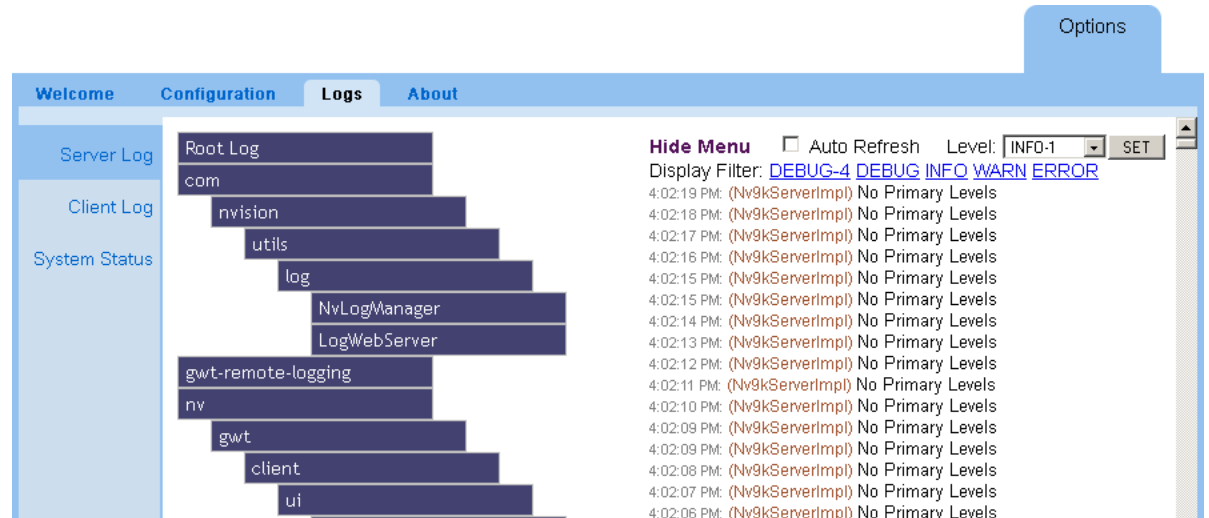 Options
Welcome Configuration Logs About
Server Log
Client Log
System Status
Root Log
com
nvision
utils
log
NvLogManager
LogWebServer
gwt-remote-logging
nv
gwt
client
ui
Hide Menu Auto Refresh Level: INFO-1 SET
Display Filter: DEBUG-4 DEBUG INFO WARN ERROR
4:02:19 PM: (Nv9kServerImpl) No Primary Levels
4:02:18 PM: (Nv9kServerImpl) No Primary Levels
4:02:17 PM: (Nv9kServerImpl) No Primary Levels
4:02:16 PM: (Nv9kServerImpl) No Primary Levels
4:02:15 PM: (Nv9kServerImpl) No Primary Levels
4:02:15 PM: (Nv9kServerImpl) No Primary Levels
4:02:14 PM: (Nv9kServerImpl) No Primary Levels
4:02:13 PM: (Nv9kServerImpl) No Primary Levels
4:02:12 PM: (Nv9kServerImpl) No Primary Levels
4:02:11 PM: (Nv9kServerImpl) No Primary Levels
4:02:10 PM: (Nv9kServerImpl) No Primary Levels
4:02:09 PM: (Nv9kServerImpl) No Primary Levels
4:02:09 PM: (Nv9kServerImpl) No Primary Levels
4:02:08 PM: (Nv9kServerImpl) No Primary Levels
4:02:07 PM: (Nv9kServerImpl) No Primary Levels
4:02:06 PM: (Nv9kServerImpl) No Primary Levels